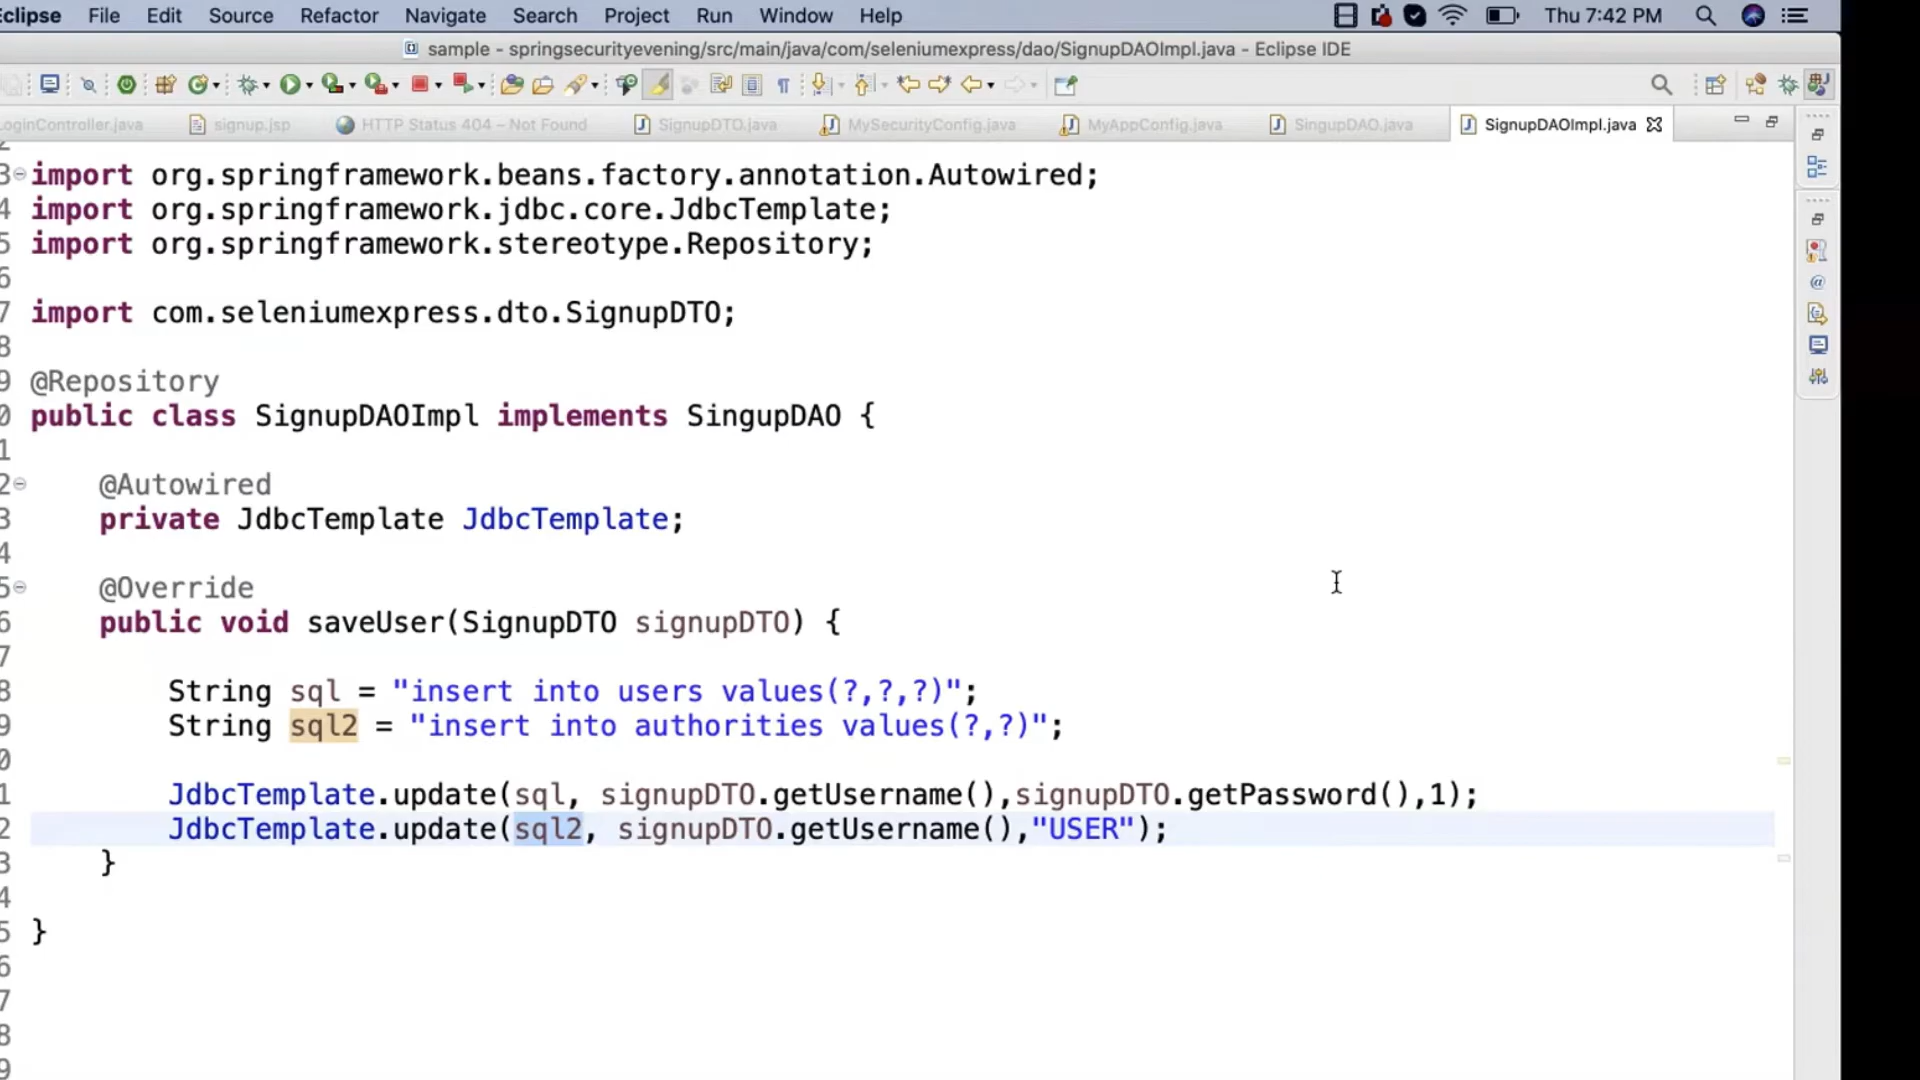 Eclipse File Edit Source Refactor Navigate Search Project Run Window Help Thu 7:42 PM
sample - springsecurityevening/src/main/java/com/seleniumexpress/dao/SignupDAOImpl.java - Eclipse IDE
LoginController.java signup.jsp HTTP Status 404 – Not Found SignupDTO.java MySecurityConfig.java MyAppConfig.java SingupDAO.java SignupDAOImpl.java
2
3 import org.springframework.beans.factory.annotation.Autowired;
4 import org.springframework.jdbc.core.JdbcTemplate;
5 import org.springframework.stereotype.Repository;
6
7 import com.seleniumexpress.dto.SignupDTO;
8
9 @Repository
0 public class SignupDAOImpl implements SingupDAO {
1
2 @Autowired
3 private JdbcTemplate JdbcTemplate;
4
5 @Override
6 public void saveUser(SignupDTO signupDTO) {
7
8 String sql = "insert into users values(?,?,?)";
9 String sql2 = "insert into authorities values(?,?)";
0
1 JdbcTemplate.update(sql, signupDTO.getUsername(),signupDTO.getPassword(),1);
2 JdbcTemplate.update(sql2, signupDTO.getUsername(),"USER");
3 }
4
5 }
6
7
8
9